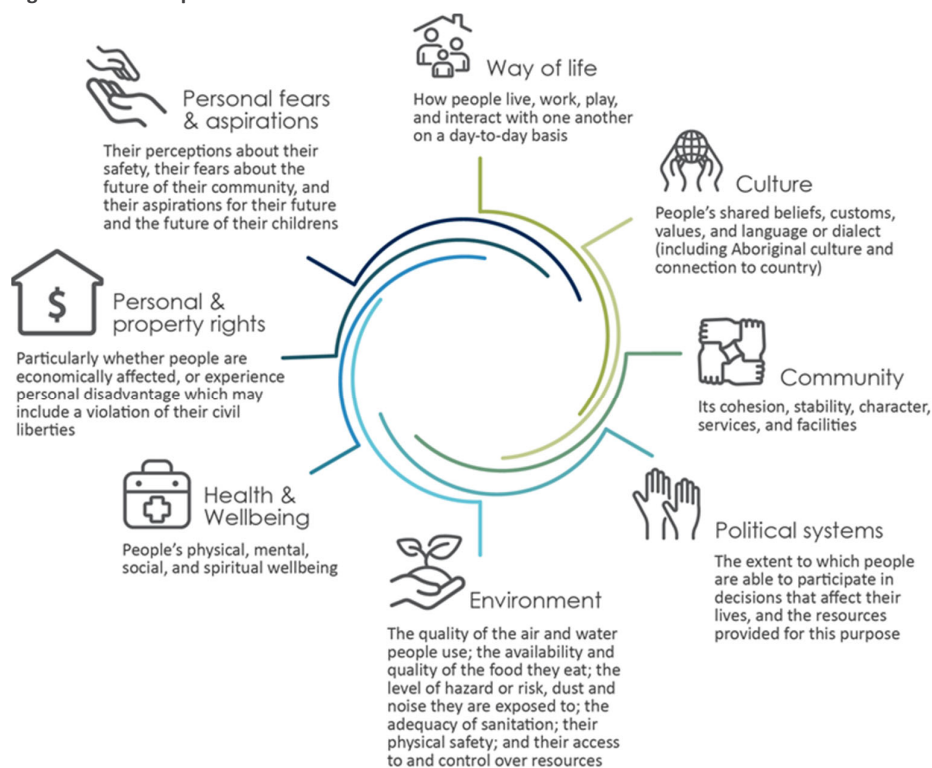 Way of life
How people live, work, play,
and interact with one another
on a day-to-day basis
Culture
People's shared beliefs, customs,
values, and language or dialect
(including Aboriginal culture and
connection to country)
Community
Its cohesion, stability, character,
services, and facilities
Political systems
The extent to which people
are able to participate in
decisions that affect their
lives, and the resources
provided for this purpose
Environment
The quality of the air and water
people use; the availability and
quality of the food they eat; the
level of hazard or risk, dust and
noise they are exposed to; the
adequacy of sanitation; their
physical safety; and their access
to and control over resources
Health &
Wellbeing
People's physical, mental,
social, and spiritual wellbeing
Personal &
property rights
$
Particularly whether people are
economically affected, or experience
personal disadvantage which may
include a violation of their civil
liberties
Personal fears
& aspirations
Their perceptions about their
safety, their fears about the
future of their community, and
their aspirations for their future
and the future of their childrens